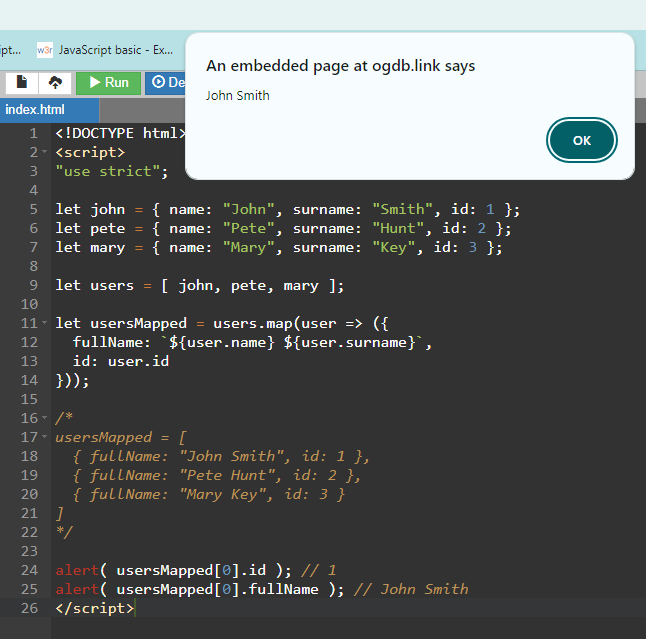 ipt...
w3r JavaScript basic - Ex...
An embedded page at ogdb.link says
John Smith
OK
Run
De
index.html
1 <!DOCTYPE html>
2 <script>
3 "use strict";
4
5 let john = { name: "John", surname: "Smith", id: 1 };
6 let pete = { name: "Pete", surname: "Hunt", id: 2 };
7 let mary = { name: "Mary", surname: "Key", id: 3 };
8
9 let users = [ john, pete, mary ];
10
11 let usersMapped = users.map(user => ({
12   fullName: `${user.name} ${user.surname}`,
13   id: user.id
14 }));
15
16 /*
17 usersMapped = [
18   { fullName: "John Smith", id: 1 },
19   { fullName: "Pete Hunt", id: 2 },
20   { fullName: "Mary Key", id: 3 }
21 ]
22 */
23
24 alert( usersMapped[0].id ); // 1
25 alert( usersMapped[0].fullName ); // John Smith
26 </script>